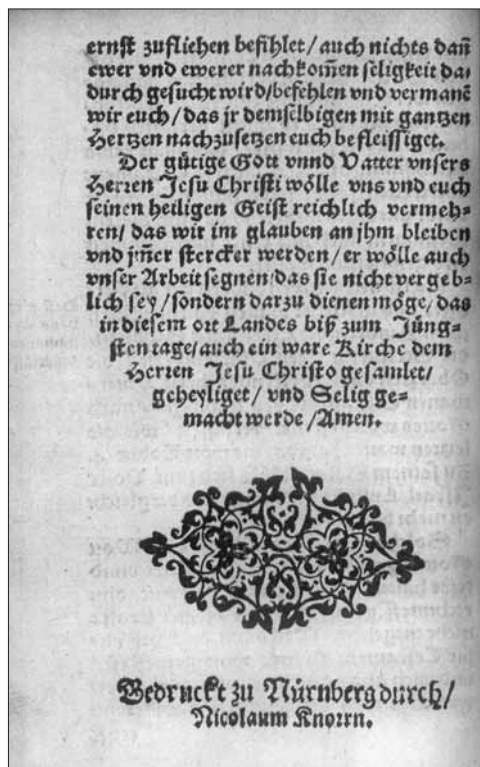 ernst zufliehen befihlet/ auch nichts dañ
ewer vnd ewerer nachkom̃en seligkeit da/
durch gesucht wird/befehlen vnd vermanē
wir euch/ das jr demselbigen mit gantzen
Hertzen nachzusetzen euch befleissiget.
Der gütige Gott vnnd Vatter vnsers
Herren Jesu Christi wölle vns vnd euch
seinen heiligen Geist reichlich vermeh-
ren/ das wir im glauben an jhm bleiben
vnd jm̃er stercker werden/ er wölle auch
vnser Arbeit segnen/das sie nicht vergeb-
lich sey/ sondern darzu dienen möge, das
in diesem ort Landes biß zum Jüng-
sten tage/ auch ein ware Kirche dem
Herren Jesu Christo gesamlet/
geheyliget/ vnd Selig ge-
macht werde /Amen.
Gedruckt zu Nürnberg durch/
Nicolaum Knorrn.